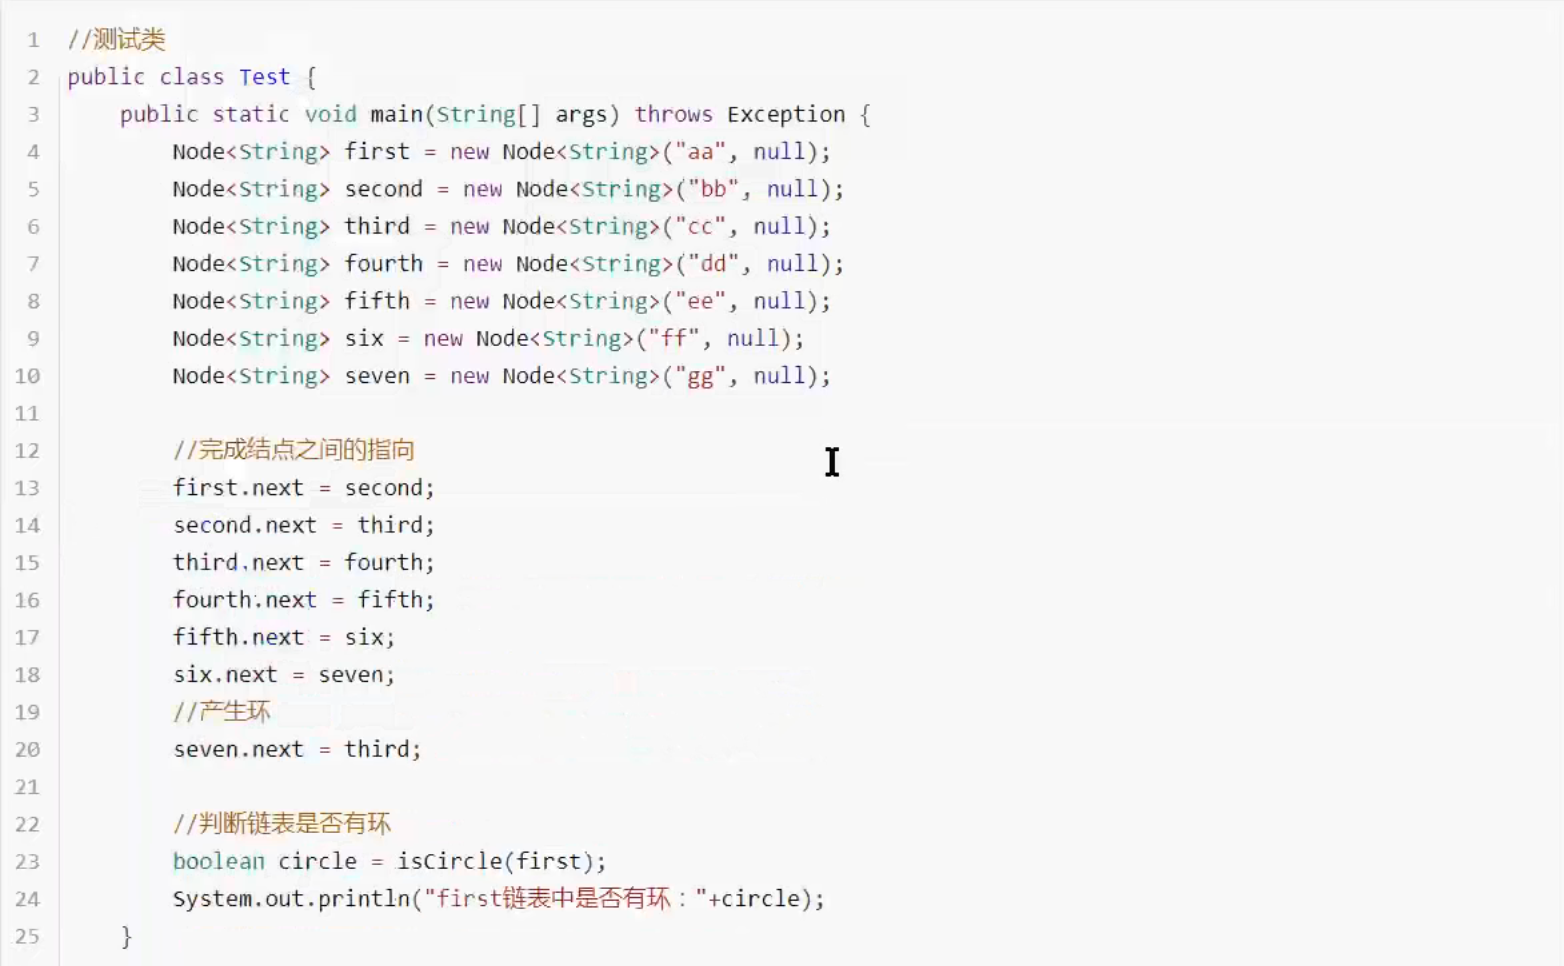 1 //测试类
2 public class Test {
3 public static void main(String[] args) throws Exception {
4 Node<String> first = new Node<String>("aa", null);
5 Node<String> second = new Node<String>("bb", null);
6 Node<String> third = new Node<String>("cc", null);
7 Node<String> fourth = new Node<String>("dd", null);
8 Node<String> fifth = new Node<String>("ee", null);
9 Node<String> six = new Node<String>("ff", null);
10 Node<String> seven = new Node<String>("gg", null);
11
12 //完成结点之间的指向
13 first.next = second;
14 second.next = third;
15 third.next = fourth;
16 fourth.next = fifth;
17 fifth.next = six;
18 six.next = seven;
19 //产生环
20 seven.next = third;
21
22 //判断链表是否有环
23 boolean circle = isCircle(first);
24 System.out.println("first链表中是否有环："+circle);
25 }